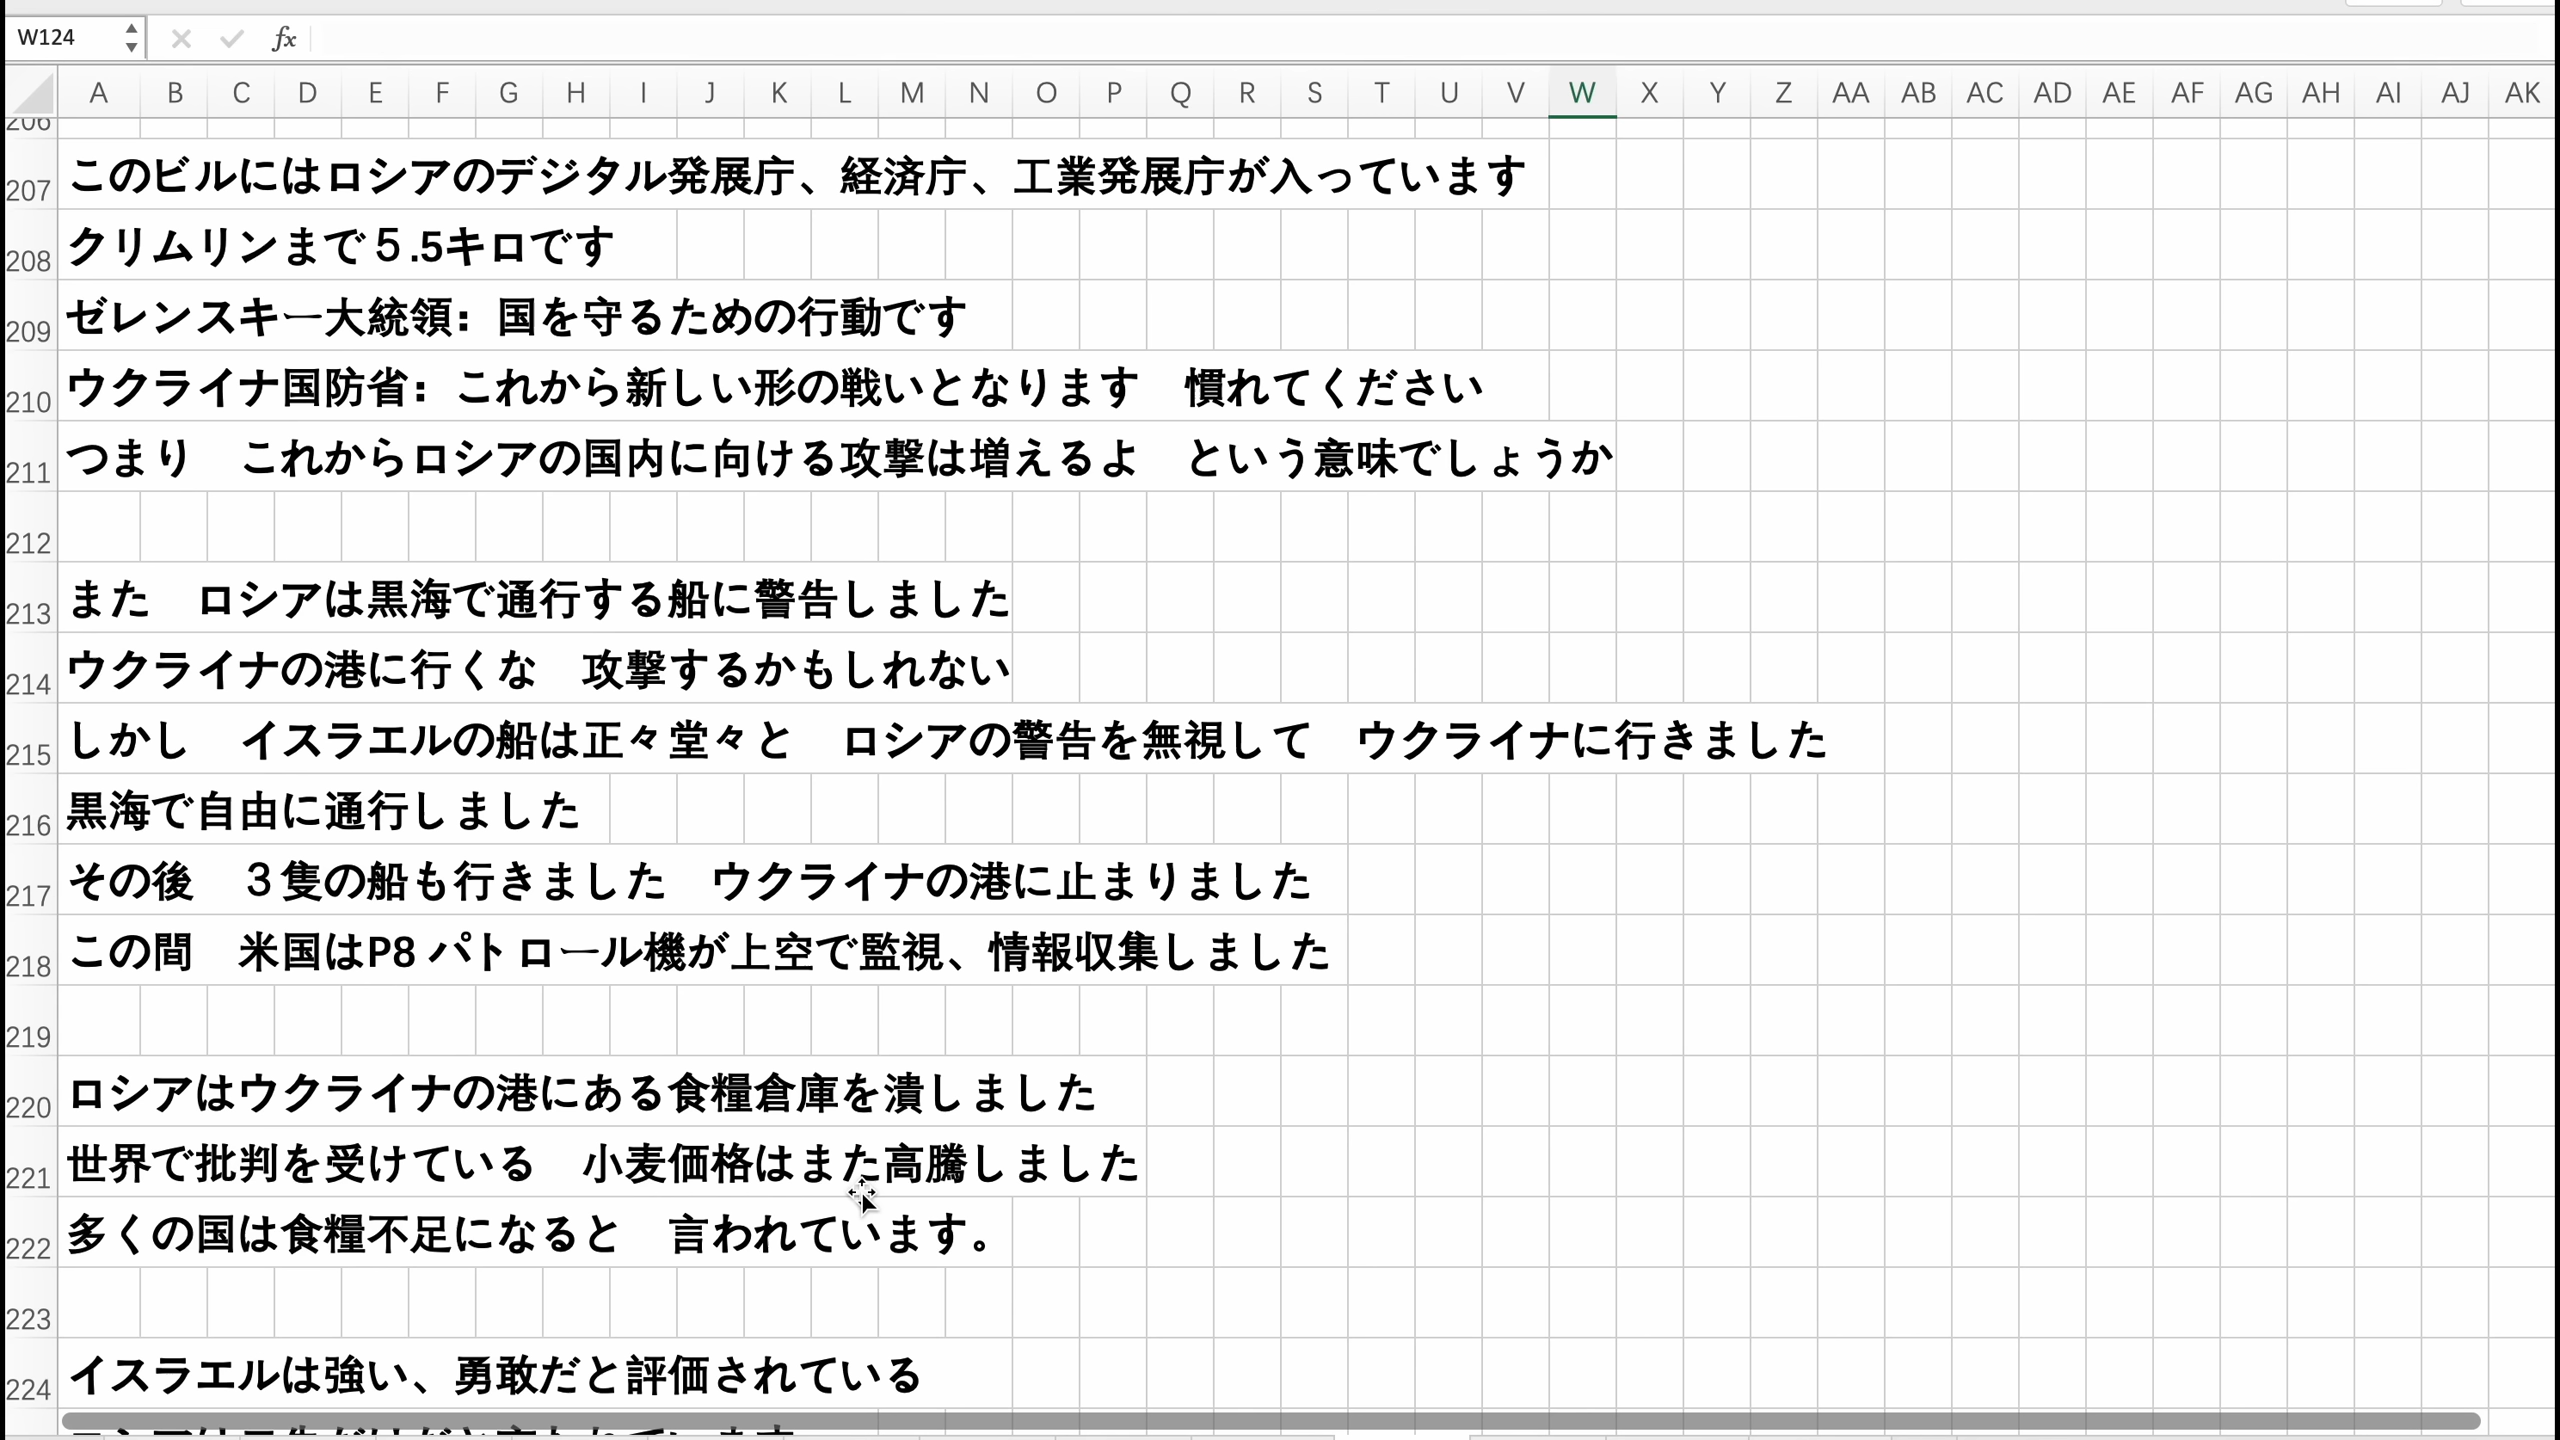 W124 fx
A B C D E F G H I J K L M N O P Q R S T U V W X Y Z AA AB AC AD AE AF AG AH AI AJ AK
206
207 このビルにはロシアのデジタル発展庁、経済庁、工業発展庁が入っています
208 クリムリンまで５.5キロです
209 ゼレンスキー大統領：国を守るための行動です
210 ウクライナ国防省：これから新しい形の戦いとなります　慣れてください
211 つまり　これからロシアの国内に向ける攻撃は増えるよ　という意味でしょうか
212
213 また　ロシアは黒海で通行する船に警告しました
214 ウクライナの港に行くな　攻撃するかもしれない
215 しかし　イスラエルの船は正々堂々と　ロシアの警告を無視して　ウクライナに行きました
216 黒海で自由に通行しました
217 その後　３隻の船も行きました　ウクライナの港に止まりました
218 この間　米国はP8 パトロール機が上空で監視、情報収集しました
219
220 ロシアはウクライナの港にある食糧倉庫を潰しました
221 世界で批判を受けている　小麦価格はまた高騰しました
222 多くの国は食糧不足になると　言われています。
223
224 イスラエルは強い、勇敢だと評価されている